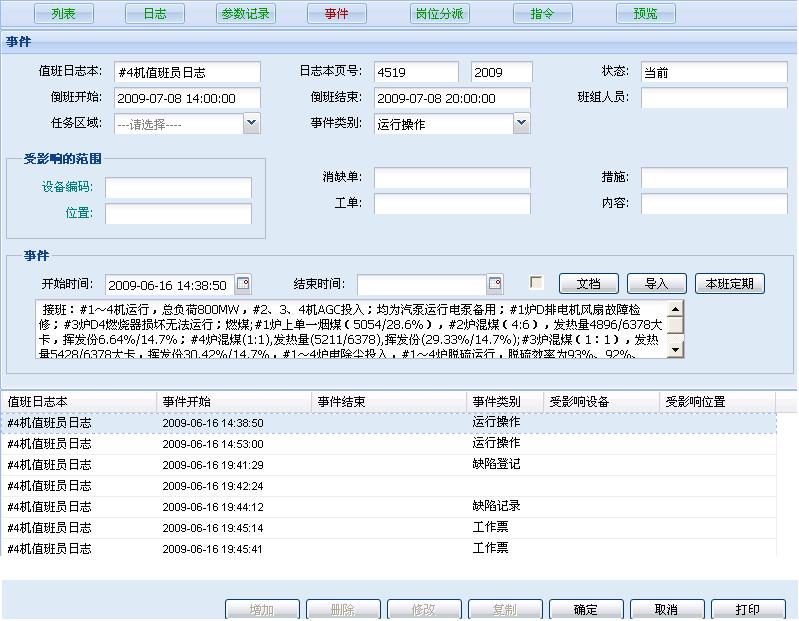 列表 日志 参数记录 事件 岗位分派 指令 预览
事件
值班日志本: #4机值班员日志 日志本页号: 4519 2009 状态: 当前
倒班开始: 2009-07-08 14:00:00 倒班结束: 2009-07-08 20:00:00 班组人员:
任务区域: ---请选择---- 事件类别: 运行操作
受影响的范围
消缺单: 措施:
设备编码:
工单: 内容:
位置:
事件
开始时间: 2009-06-16 14:38:50 结束时间: 文档 导入 本班定期
接班：#1～4机运行，总负荷800MW，#2、3、4机AGC投入；均为汽泵运行电泵备用；#1炉D排电机风扇故障检
修；#3炉D4燃烧器损坏无法运行；燃煤;#1炉上单一烟煤（5054/28.6%），#2炉混煤（4:6），发热量4896/6378大
卡，挥发份6.64%/14.7%；#4炉混煤(1:1),发热量(5211/6378),挥发份(29.33%/14.7%);#3炉混煤（1：1），发热
量5428/6378大卡，挥发份30.42%/14.7%，#1～4炉电除尘投入，#1～4炉脱硫运行，脱硫效率为93%、92%、
值班日志本 事件开始 事件结束 事件类别 受影响设备 受影响位置
#4机值班员日志 2009-06-16 14:38:50 运行操作
#4机值班员日志 2009-06-16 14:53:00 运行操作
#4机值班员日志 2009-06-16 19:41:29 缺陷登记
#4机值班员日志 2009-06-16 19:42:24
#4机值班员日志 2009-06-16 19:44:12 缺陷记录
#4机值班员日志 2009-06-16 19:45:14 工作票
#4机值班员日志 2009-06-16 19:45:41 工作票
增加 删除 修改 复制 确定 取消 打印